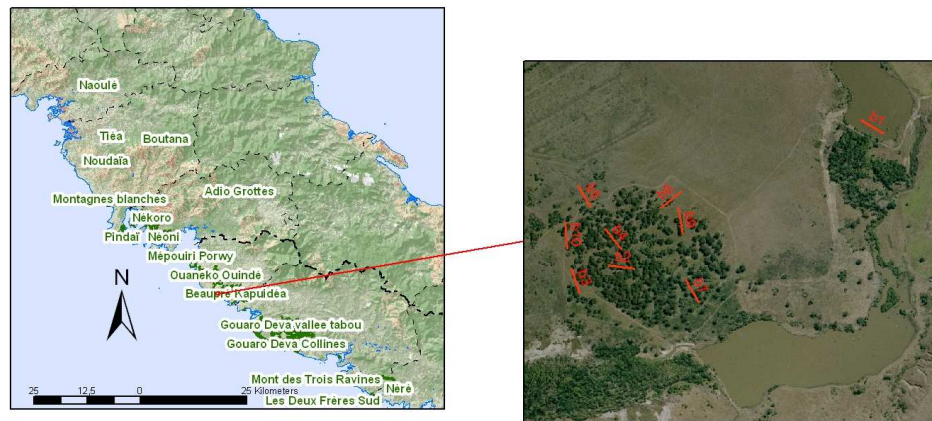 Naoulé
Tiéa
Boutana
Noudaïa
Adio Grottes
Montagnes blanches
Nékoro
Pindaï
Néoni
Mépouiri Porwy
N
Ouaneko Ouindé
Beaupré Kapuidéa
Gouaro Deva vallee tabou
Gouaro Deva Collines
Mont des Trois Ravines
Néré
Les Deux Frères Sud
25
12,5
0
25 Kilometers